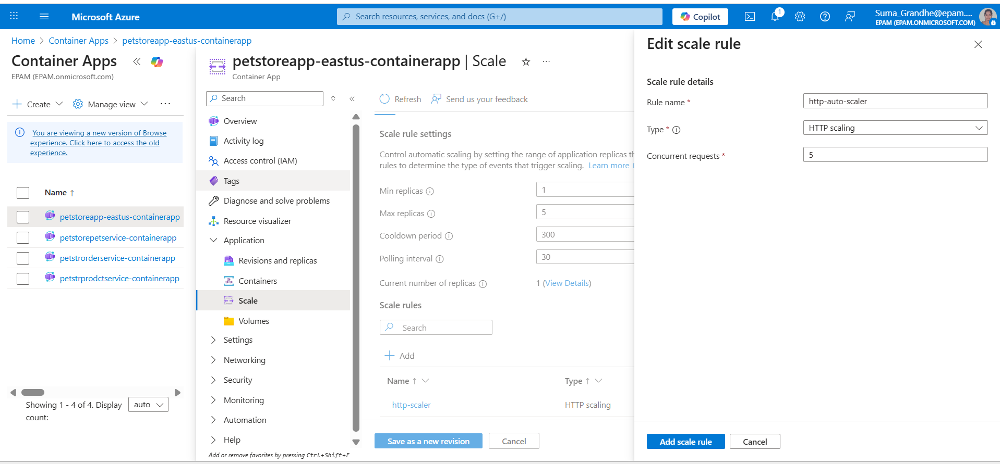 Microsoft Azure
Search resources, services, and docs (G+/)
Copilot
1
Suma_Grandhe@epam....
EPAM (EPAM.ONMICROSOFT.COM)
Home > Container Apps > petstoreapp-eastus-containerapp
Container Apps
EPAM (EPAM.onmicrosoft.com)
Create
Manage view
You are viewing a new version of Browse
experience. Click here to access the old
experience.
Name ↑
petstoreapp-eastus-containerapp
petstorepetservice-containerapp
petstrorderservice-containerapp
petstrprodctservice-containerapp
Showing 1 - 4 of 4. Display
count:
auto
petstoreapp-eastus-containerapp | Scale
Container App
Search
Overview
Activity log
Access control (IAM)
Tags
Diagnose and solve problems
Resource visualizer
Application
Revisions and replicas
Containers
Scale
Volumes
Settings
Networking
Security
Monitoring
Automation
Help
Add or remove favorites by pressing Ctrl+Shift+F
Refresh
Send us your feedback
Scale rule settings
Control automatic scaling by setting the range of application replicas th
rules to determine the type of events that trigger scaling. Learn more
Min replicas
1
Max replicas
5
Cooldown period
300
Polling interval
30
Current number of replicas
1 (View Details)
Scale rules
Search
Add
Name ↑
Type ↑
http-scaler
HTTP scaling
Save as a new revision
Cancel
Edit scale rule
Scale rule details
Rule name *
http-auto-scaler
Type *
HTTP scaling
Concurrent requests *
5
Add scale rule
Cancel